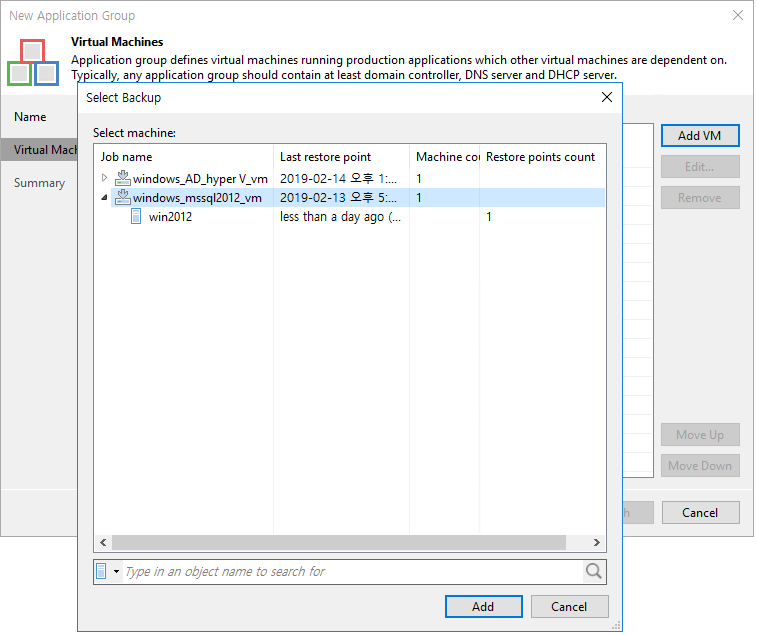 New Application Group
Virtual Machines
Application group defines virtual machines running production applications which other virtual machines are dependent on.
Typically, any application group should contain at least domain controller, DNS server and DHCP server.
Name
Virtual Mach
Summary
Select Backup
Select machine:
Job name Last restore point Machine co Restore points count
windows_AD_hyper V_vm 2019-02-14 오후 1:... 1
windows_mssql2012_vm 2019-02-13 오후 5:... 1
win2012 less than a day ago (... 1
Type in an object name to search for
Add Cancel
Add VM
Edit...
Remove
Move Up
Move Down
h Cancel